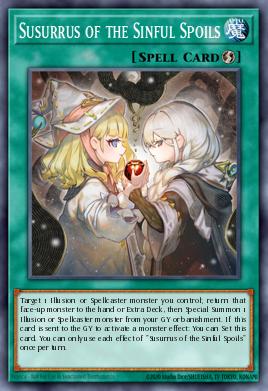 Susurrus of the Sinful Spoils
魔
[Spell Card]
Target 1 Illusion or Spellcaster monster you control; return that
face-up monster to the hand or Extra Deck, then Special Summon 1
Illusion or Spellcaster monster from your GY or banishment. If this
card is sent to the GY to activate a monster effect: You can Set this
card. You can only use each effect of "Susurrus of the Sinful Spoils"
once per turn.